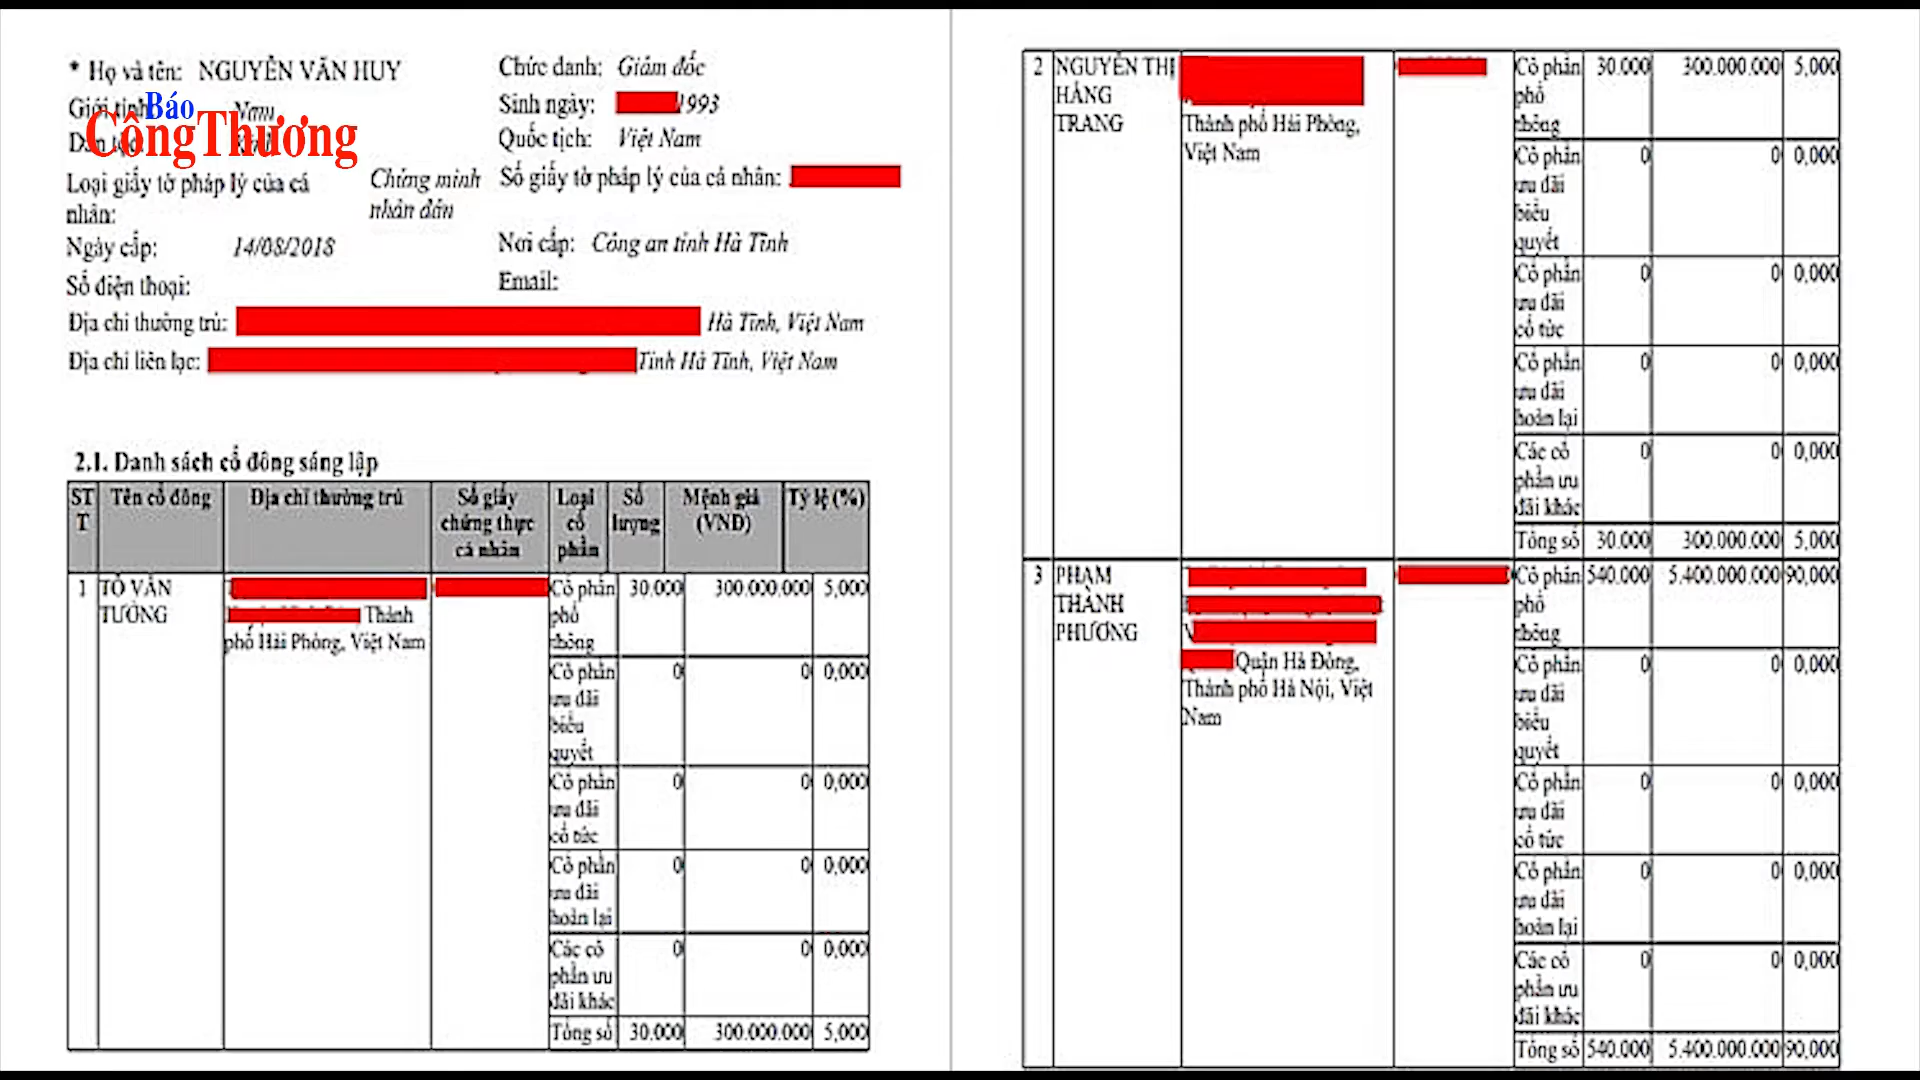 * Họ và tên: NGUYỄN VĂN HUY
Chức danh: Giám đốc
Giới tính: Nam
Sinh ngày: 1993
Báo
CôngThương
Dân tộc:
Quốc tịch: Việt Nam
Loại giấy tờ pháp lý của cá nhân:
Chứng minh nhân dân
Số giấy tờ pháp lý của cá nhân:
Ngày cấp: 14/08/2018
Nơi cấp: Công an tỉnh Hà Tĩnh
Số điện thoại:
Email:
Địa chỉ thường trú: Hà Tĩnh, Việt Nam
Địa chỉ liên lạc: Tỉnh Hà Tĩnh, Việt Nam
2.1. Danh sách cổ đông sáng lập
STT Tên cổ đông Địa chỉ thường trú Số giấy chứng thực cá nhân Loại cổ phần Số lượng Mệnh giá (VNĐ) Tỷ lệ (%)
1 TÔ VĂN TƯỞNG Thành phố Hải Phòng, Việt Nam
Cổ phần phổ thông 30.000 300.000.000 5,000
Cổ phần ưu đãi biểu quyết 0 0 0,000
Cổ phần ưu đãi cổ tức 0 0 0,000
Cổ phần ưu đãi hoàn lại 0 0 0,000
Các cổ phần ưu đãi khác 0 0 0,000
Tổng số 30.000 300.000.000 5,000
2 NGUYỄN THỊ HẰNG TRANG Thành phố Hải Phòng, Việt Nam
Cổ phần phổ thông 30.000 300.000.000 5,000
Cổ phần ưu đãi biểu quyết 0 0 0,000
Cổ phần ưu đãi cổ tức 0 0 0,000
Cổ phần ưu đãi hoàn lại 0 0 0,000
Các cổ phần ưu đãi khác 0 0 0,000
Tổng số 30.000 300.000.000 5,000
3 PHẠM THÀNH PHƯƠNG Quận Hà Đông, Thành phố Hà Nội, Việt Nam
Cổ phần phổ thông 540.000 5.400.000.000 90,000
Cổ phần ưu đãi biểu quyết 0 0 0,000
Cổ phần ưu đãi cổ tức 0 0 0,000
Cổ phần ưu đãi hoàn lại 0 0 0,000
Các cổ phần ưu đãi khác 0 0 0,000
Tổng số 540.000 5.400.000.000 90,000